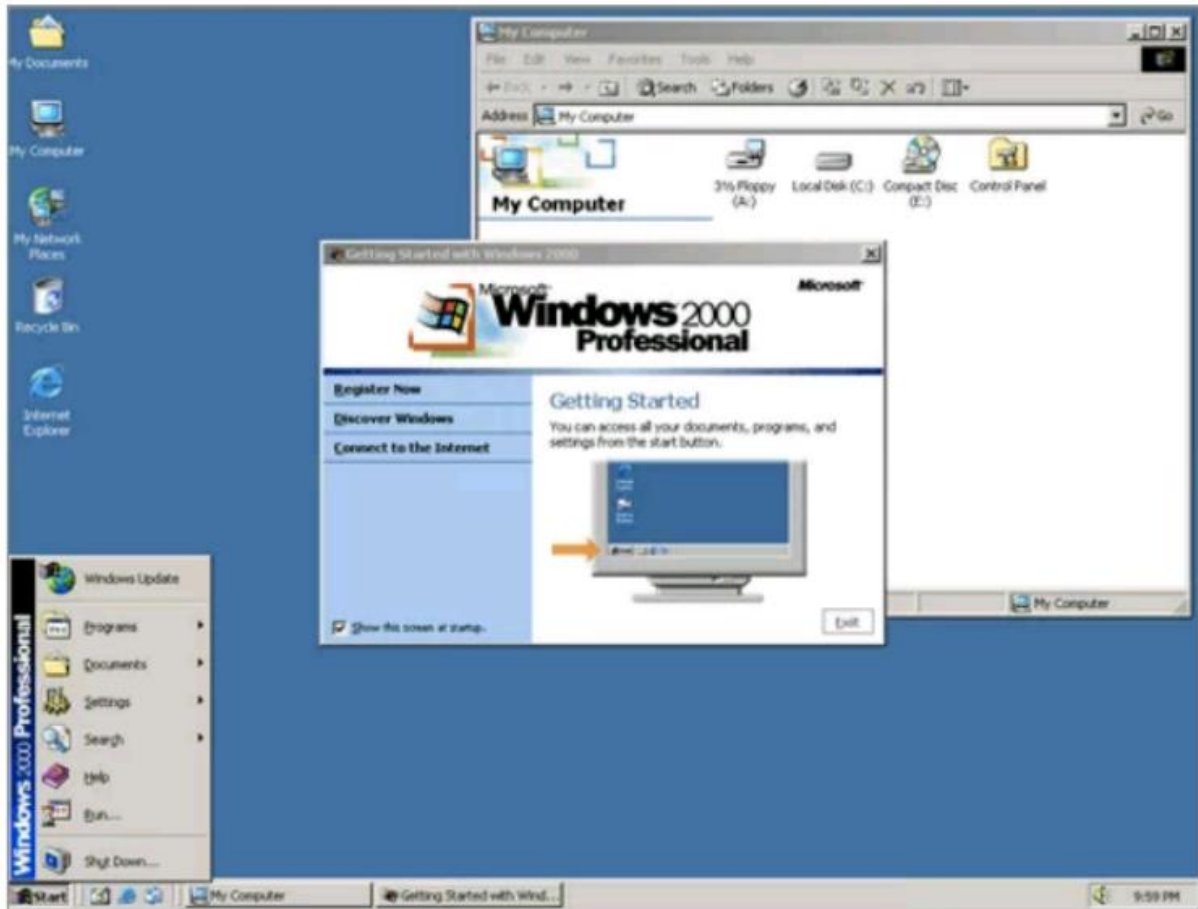 My Documents
My Computer
My Network
Places
Recycle Bin
Internet
Explorer
My Computer
File Edit View Favorites Tools Help
Back Search Folders
Address My Computer Go
My Computer
3½ Floppy
(A:)
Local Disk (C:)
Compact Disc
(E:)
Control Panel
My Computer
Getting Started with Windows 2000
Microsoft
Windows 2000
Professional
Microsoft
Register Now
Discover Windows
Connect to the Internet
Getting Started
You can access all your documents, programs, and
settings from the start button.
Show this screen at startup.
Exit
Windows 2000 Professional
Windows Update
Programs
Documents
Settings
Search
Help
Run...
Shut Down...
Start My Computer Getting Started with Wind... 9:59 PM